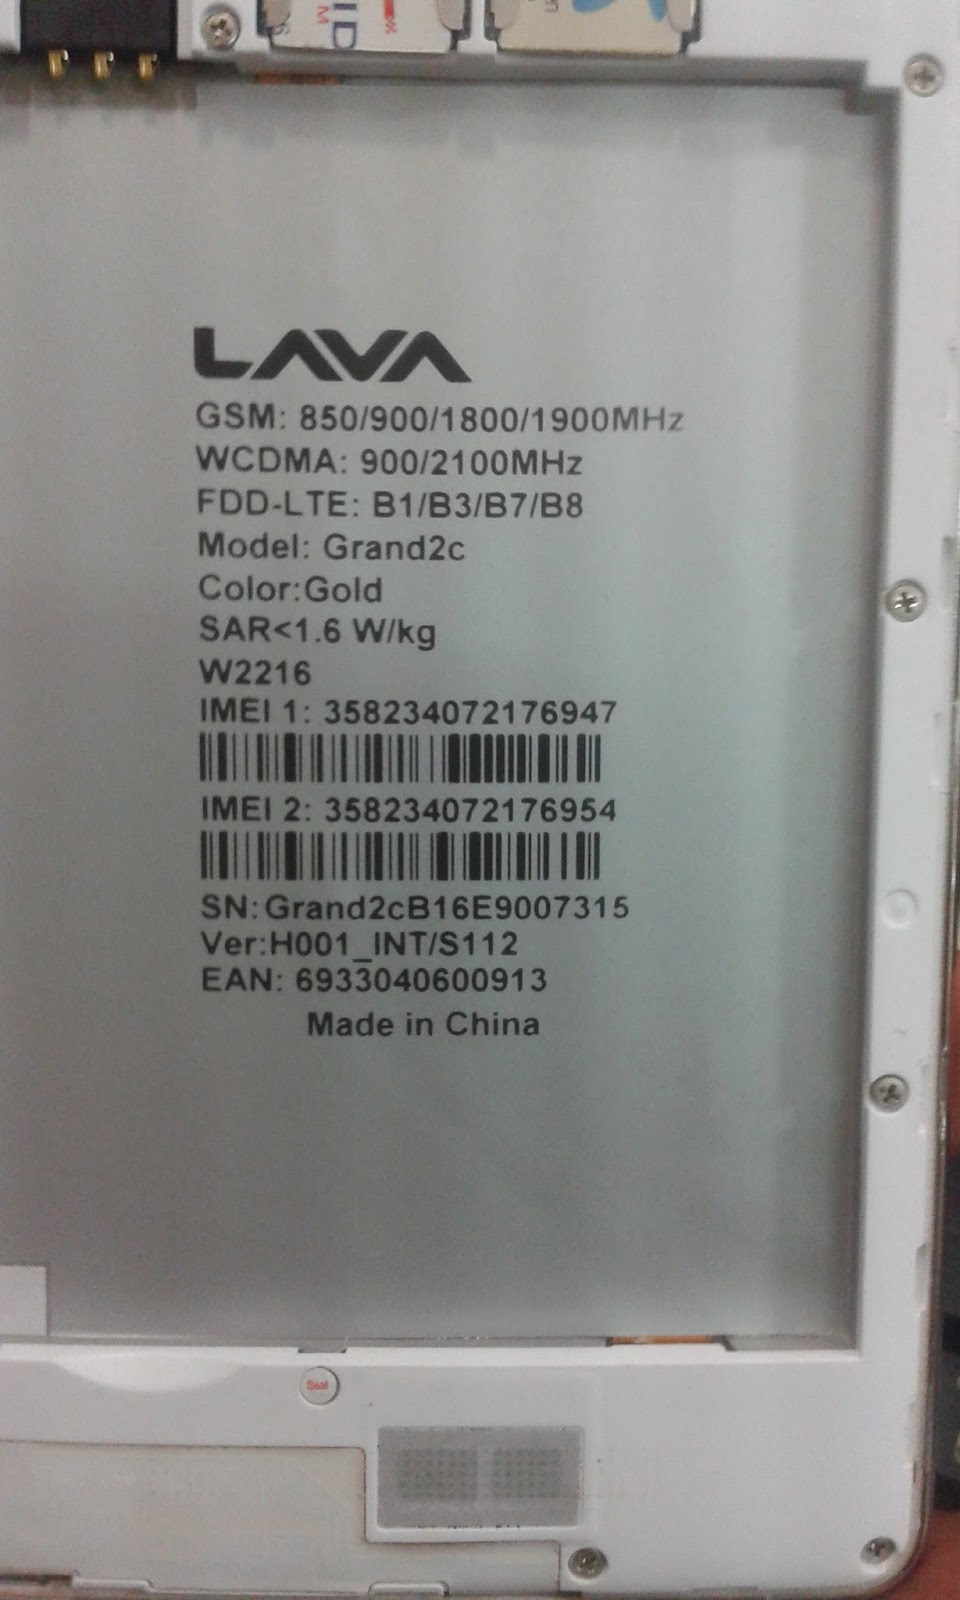 ID
M
LAVA
GSM: 850/900/1800/1900MHz
WCDMA: 900/2100MHz
FDD-LTE: B1/B3/B7/B8
Model: Grand2c
Color:Gold
SAR<1.6 W/kg
W2216
IMEI 1: 358234072176947
IMEI 2: 358234072176954
SN:Grand2cB16E9007315
Ver:H001_INT/S112
EAN: 6933040600913
Made in China
Seal